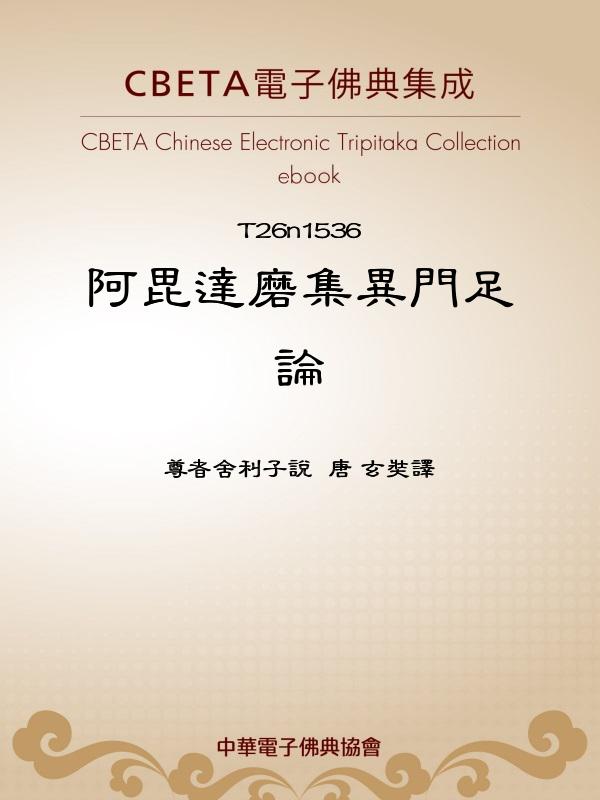 CBETA電子佛典集成
CBETA Chinese Electronic Tripitaka Collection
ebook
T26n1536
阿毘達磨集異門足
論
尊者舍利子說 唐 玄奘譯
中華電子佛典協會